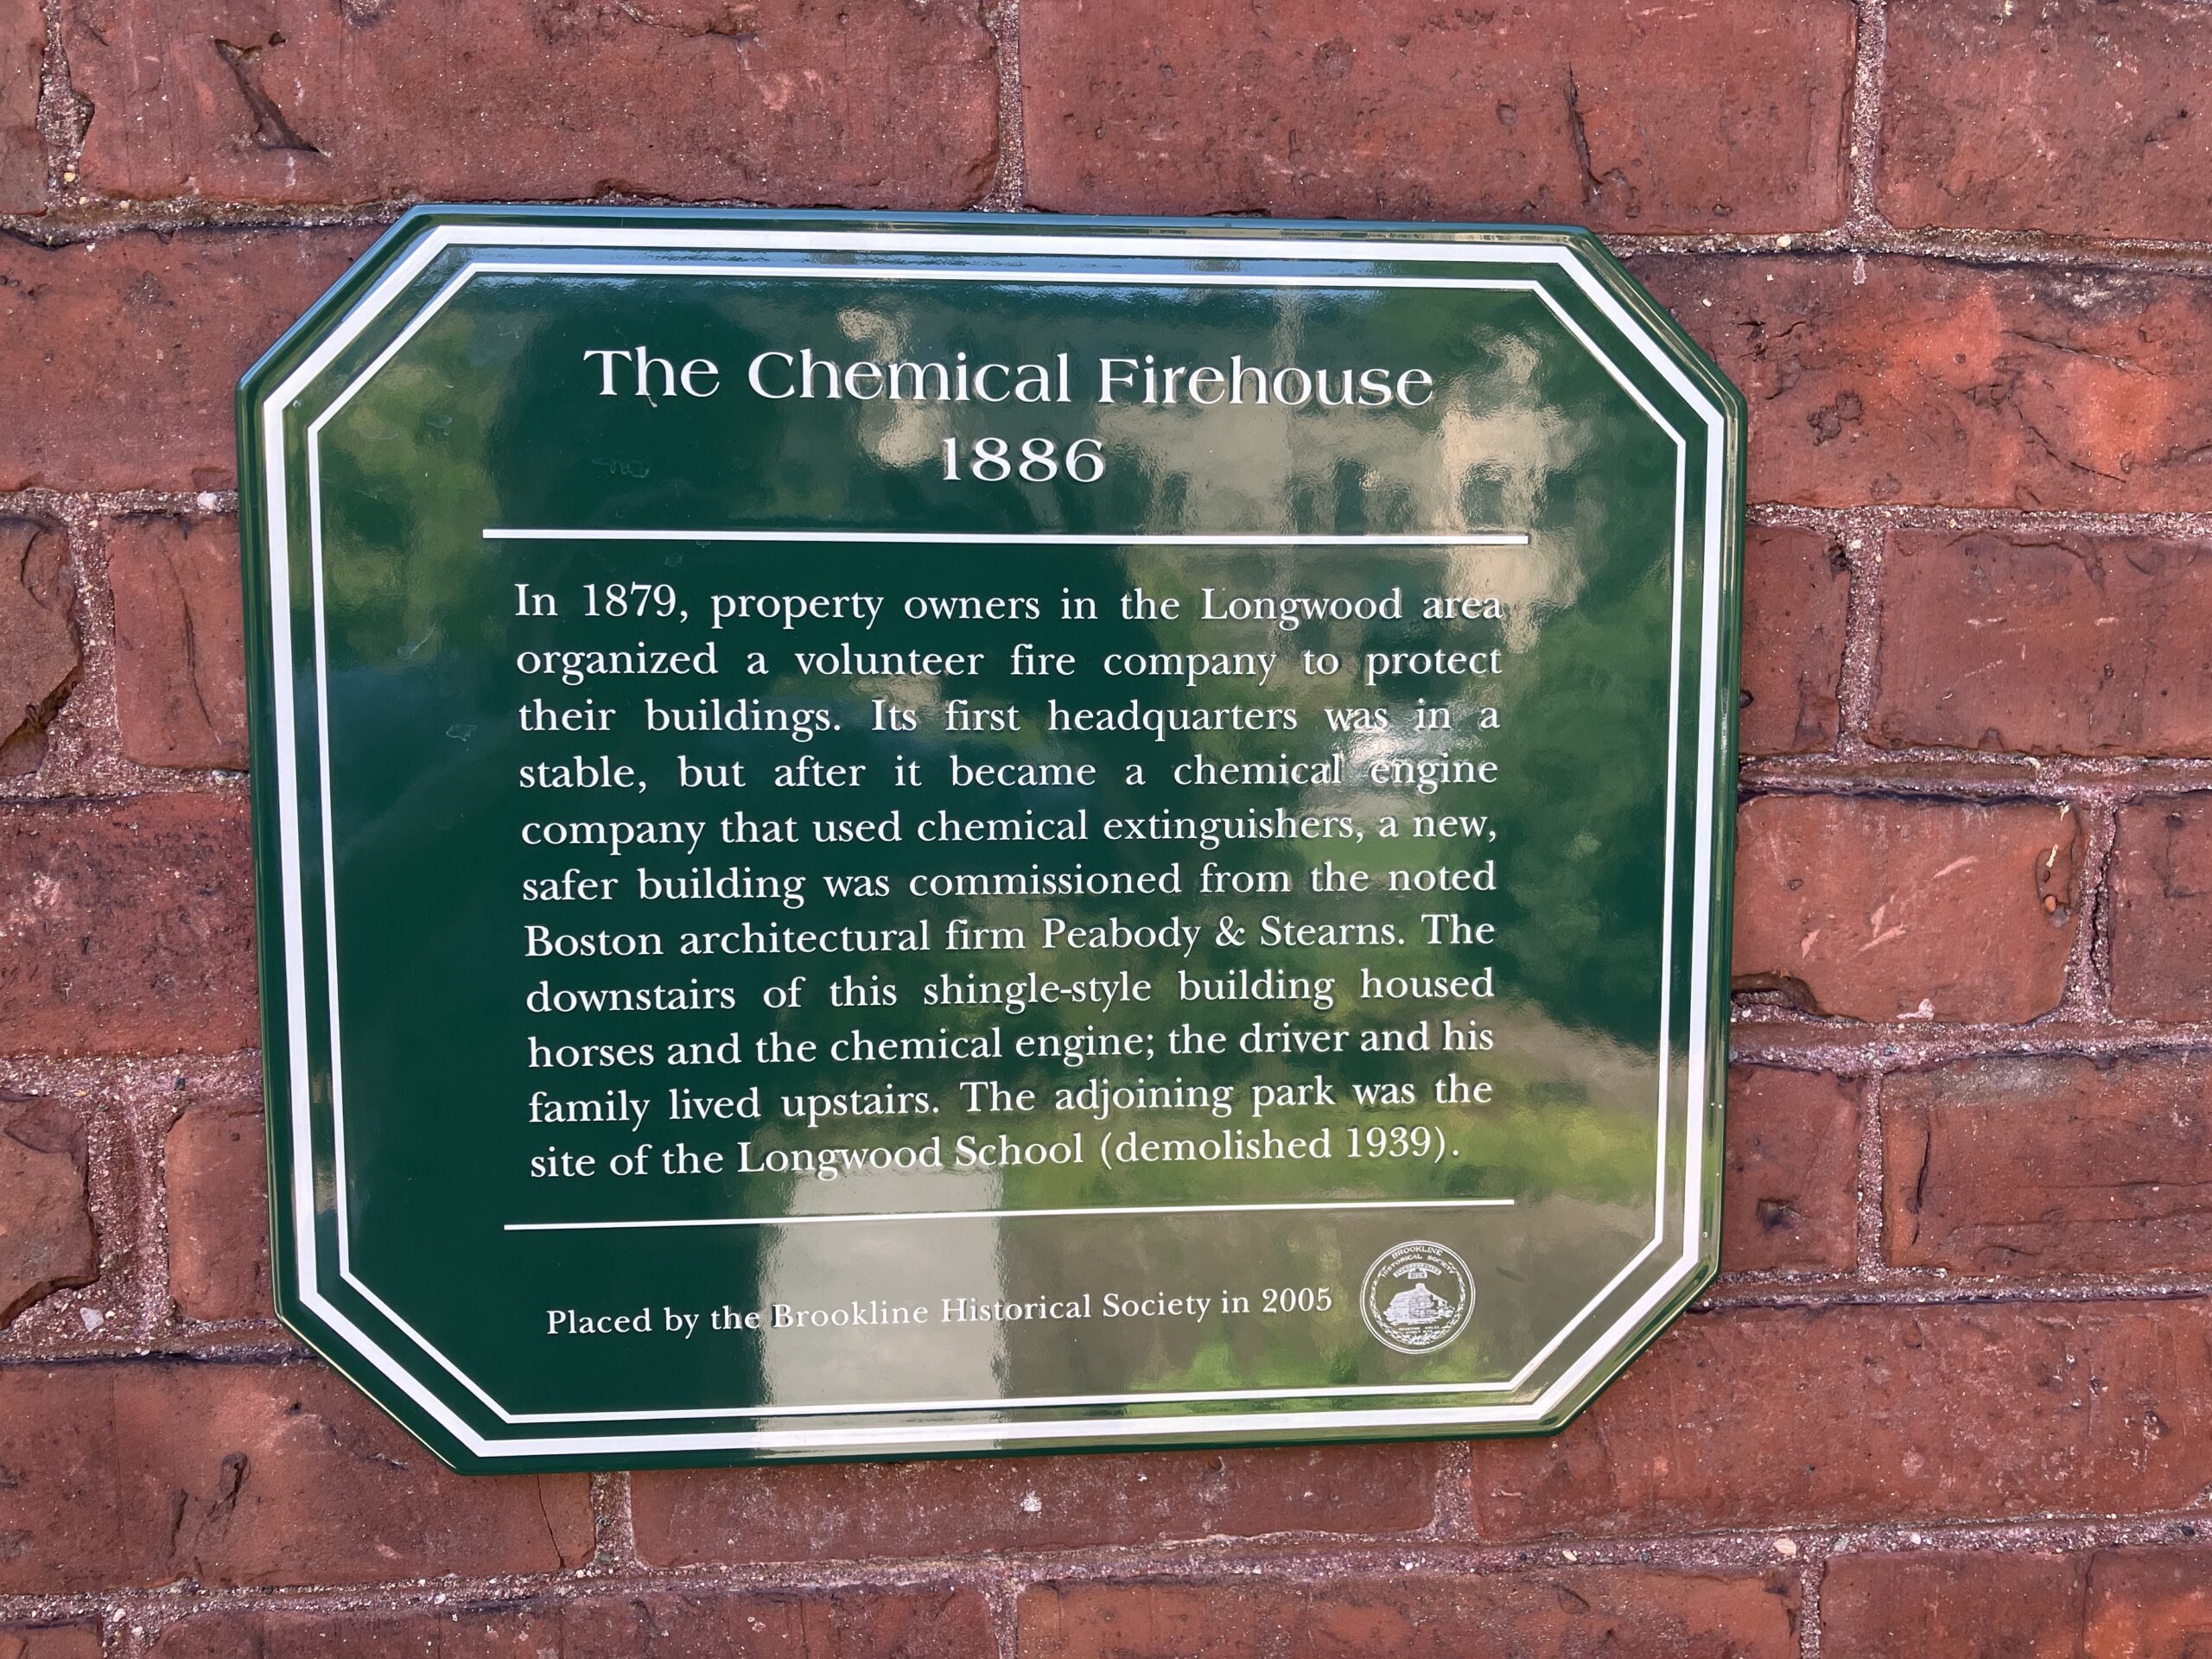 The Chemical Firehouse
1886
In 1879, property owners in the Longwood area
organized a volunteer fire company to protect
their buildings. Its first headquarters was in a
stable, but after it became a chemical engine
company that used chemical extinguishers, a new,
safer building was commissioned from the noted
Boston architectural firm Peabody & Stearns. The
downstairs of this shingle-style building housed
horses and the chemical engine; the driver and his
family lived upstairs. The adjoining park was the
site of the Longwood School (demolished 1939).
Placed by the Brookline Historical Society in 2005
BROOKLINE
HISTORICAL SOCIETY